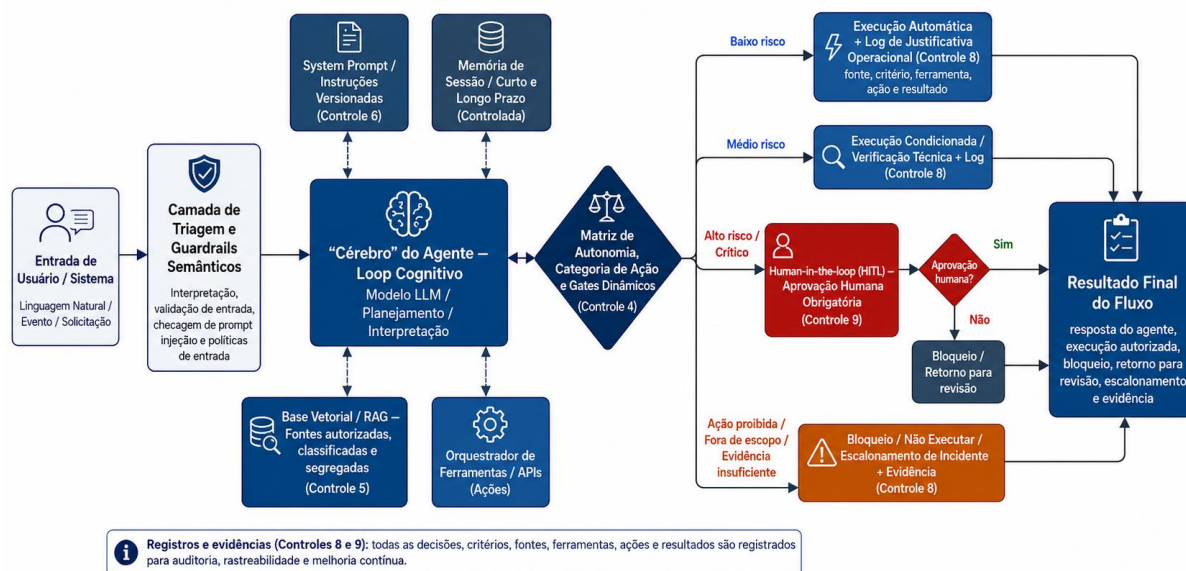 Entrada de
Usuário / Sistema
Linguagem Natural /
Evento / Solicitação
Camada de
Triagem e
Guardrails
Semânticos
Interpretação,
validação de entrada,
checagem de prompt
injeção e políticas
de entrada
System Prompt /
Instruções
Versionadas
(Controle 6)
Memória de
Sessão / Curto e
Longo Prazo
(Controlada)
“Cérebro” do Agente –
Loop Cognitivo
Modelo LLM /
Planejamento /
Interpretação
Base Vetorial / RAG –
Fontes autorizadas,
classificadas e
segregadas
(Controle 5)
Orquestrador de
Ferramentas / APIs
(Ações)
Matriz de
Autonomia,
Categoria de Ação
e Gates Dinâmicos
(Controle 4)
Baixo risco
Execução Automática
+ Log de Justificativa
Operacional (Controle 8)
fonte, critério, ferramenta,
ação e resultado
Médio risco
Execução Condicionada /
Verificação Técnica + Log
(Controle 8)
Alto risco /
Crítico
Human-in-the-loop (HITL) –
Aprovação Humana
Obrigatória
(Controle 9)
Aprovação
humana?
Sim
Não
Bloqueio /
Retorno para
revisão
Ação proibida /
Fora de escopo /
Evidência
insuficiente
Bloqueio / Não Executar /
Escalonamento de Incidente
+ Evidência
(Controle 8)
Resultado Final
do Fluxo
resposta do agente,
execução autorizada,
bloqueio, retorno para
revisão, escalonamento
e evidência
Registros e evidências (Controles 8 e 9): todas as decisões, critérios, fontes, ferramentas, ações e resultados são registrados
para auditoria, rastreabilidade e melhoria contínua.